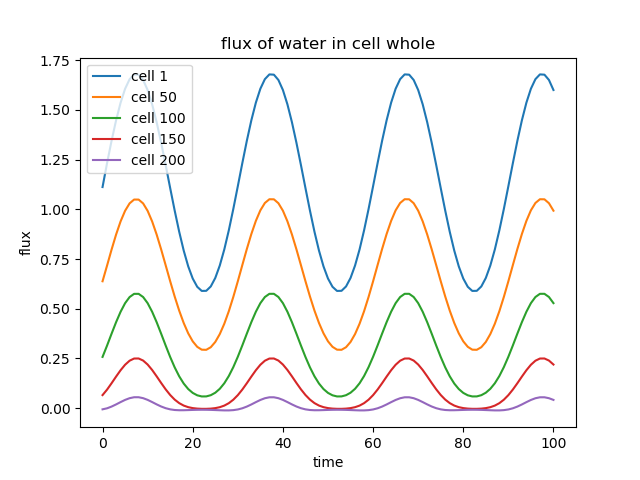 flux of water in cell whole
1.75
1.50
1.25
1.00
0.75
0.50
0.25
0.00
flux
cell 1
cell 50
cell 100
cell 150
cell 200
0 20 40 60 80 100
time